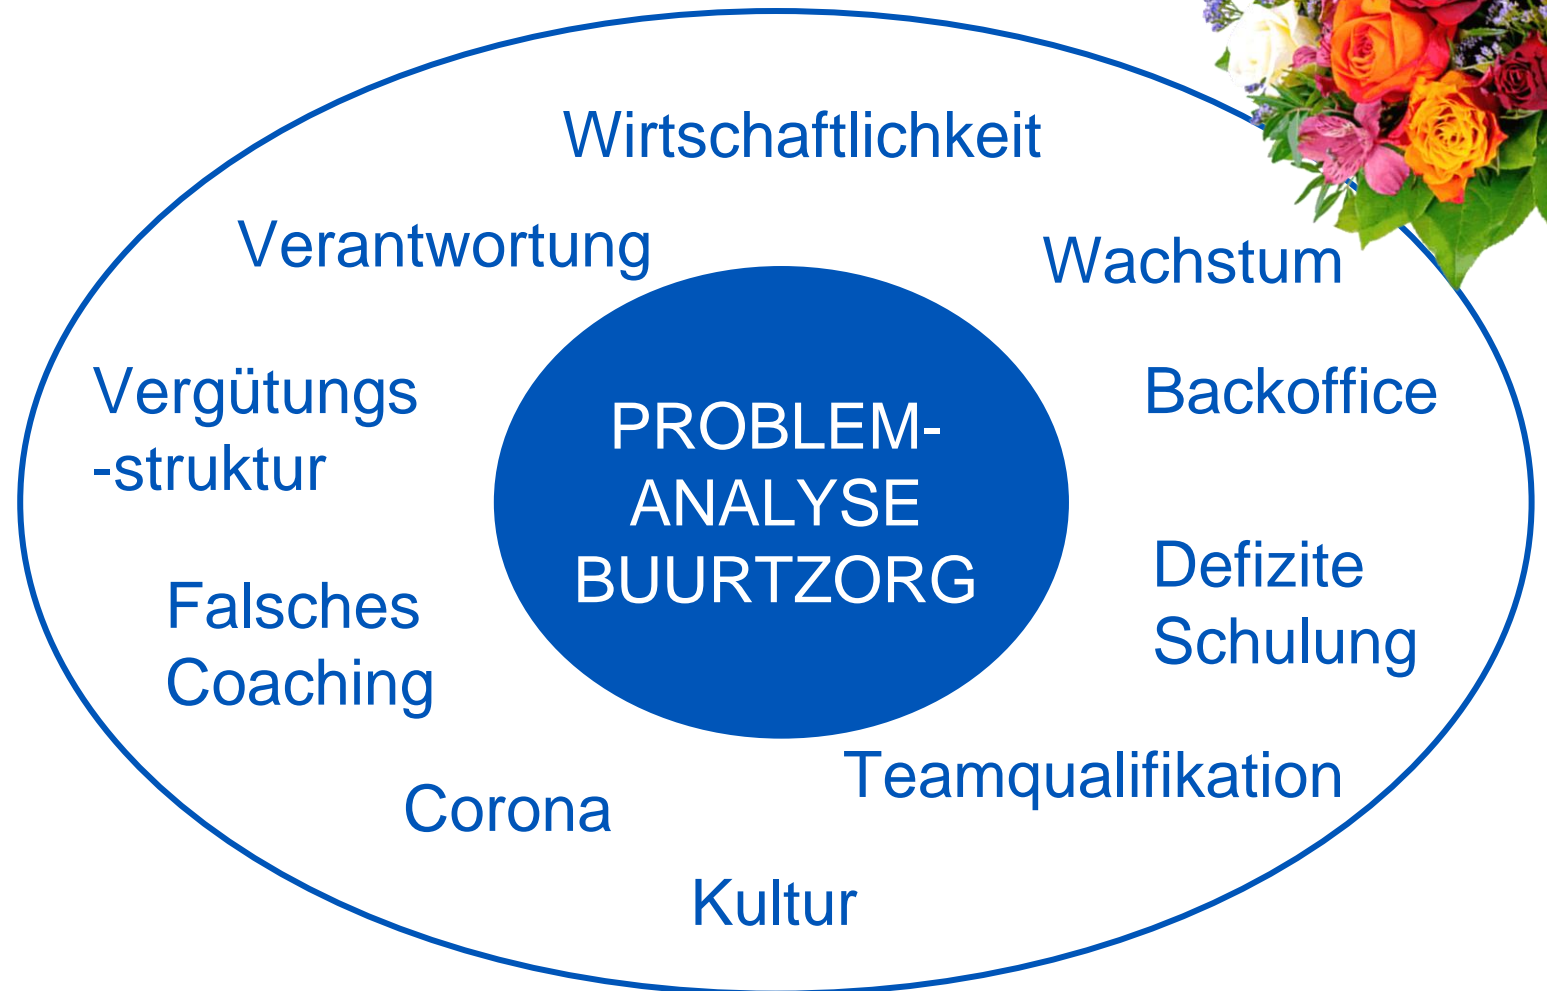 Wirtschaftlichkeit
Verantwortung
Wachstum
Vergütungs
-struktur
Backoffice
PROBLEM-
ANALYSE
BUURTZORG
Defizite
Schulung
Falsches
Coaching
Teamqualifikation
Corona
Kultur